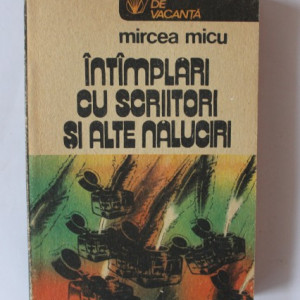 DE
VACANȚĂ
mircea micu
ÎNTÎMPLĂRI
CU SCRIITORI
ȘI ALTE NĂLUCIRI